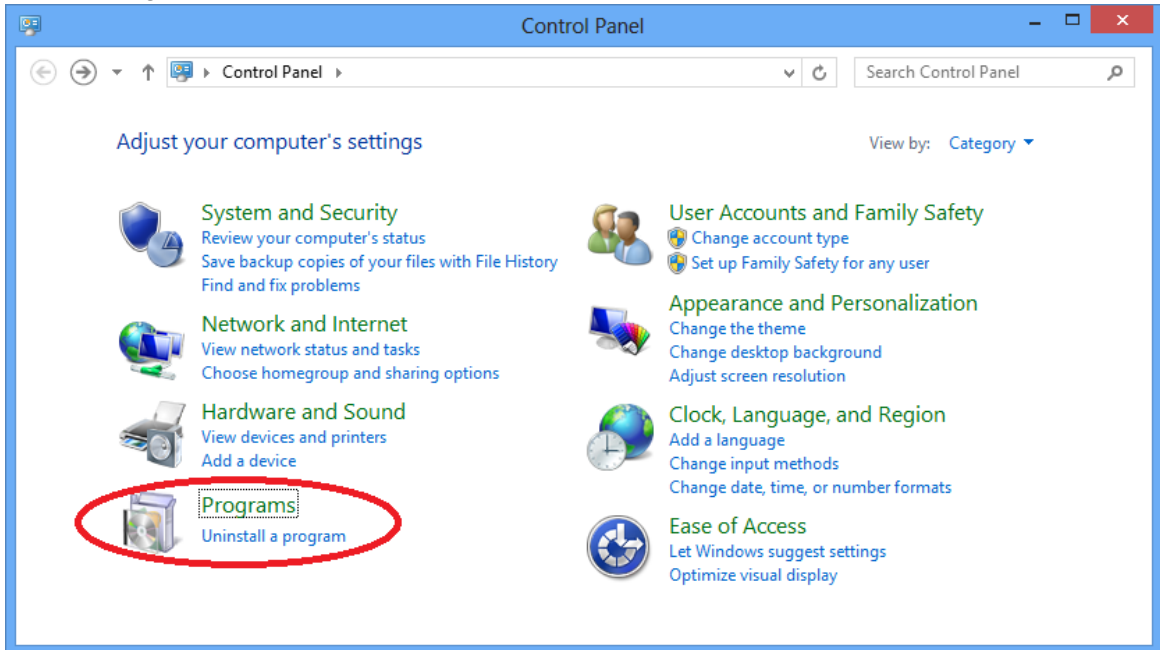 Control Panel
Control Panel
Search Control Panel
Adjust your computer's settings
View by: Category
System and Security
Review your computer's status
Save backup copies of your files with File History
Find and fix problems
Network and Internet
View network status and tasks
Choose homegroup and sharing options
Hardware and Sound
View devices and printers
Add a device
Programs
Uninstall a program
User Accounts and Family Safety
Change account type
Set up Family Safety for any user
Appearance and Personalization
Change the theme
Change desktop background
Adjust screen resolution
Clock, Language, and Region
Add a language
Change input methods
Change date, time, or number formats
Ease of Access
Let Windows suggest settings
Optimize visual display